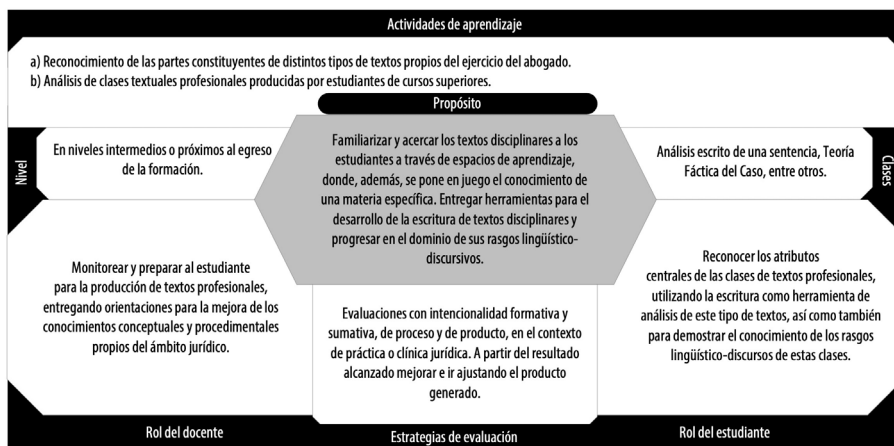 Actividades de aprendizaje
a) Reconocimiento de las partes constituyentes de distintos tipos de textos propios del ejercicio del abogado.
b) Análisis de clases textuales profesionales producidas por estudiantes de cursos superiores.
Propósito
Familiarizar y acercar los textos disciplinares a los
estudiantes a través de espacios de aprendizaje,
donde, además, se pone en juego el conocimiento de
una materia específica. Entregar herramientas para el
desarrollo de la escritura de textos disciplinares y
progresar en el dominio de sus rasgos lingüístico-
discursivos.
Nivel
En niveles intermedios o próximos al egreso
de la formación.
Clases
Análisis escrito de una sentencia, Teoría
Fáctica del Caso, entre otros.
Monitorear y preparar al estudiante
para la producción de textos profesionales,
entregando orientaciones para la mejora de los
conocimientos conceptuales y procedimentales
propios del ámbito jurídico.
Rol del docente
Evaluaciones con intencionalidad formativa y
sumativa, de proceso y de producto, en el contexto
de práctica o clínica jurídica. A partir del resultado
alcanzado mejorar e ir ajustando el producto
generado.
Estrategias de evaluación
Reconocer los atributos
centrales de las clases de textos profesionales,
utilizando la escritura como herramienta de
análisis de este tipo de textos, así como también
para demostrar el conocimiento de los rasgos
lingüístico-discursos de estas clases.
Rol del estudiante